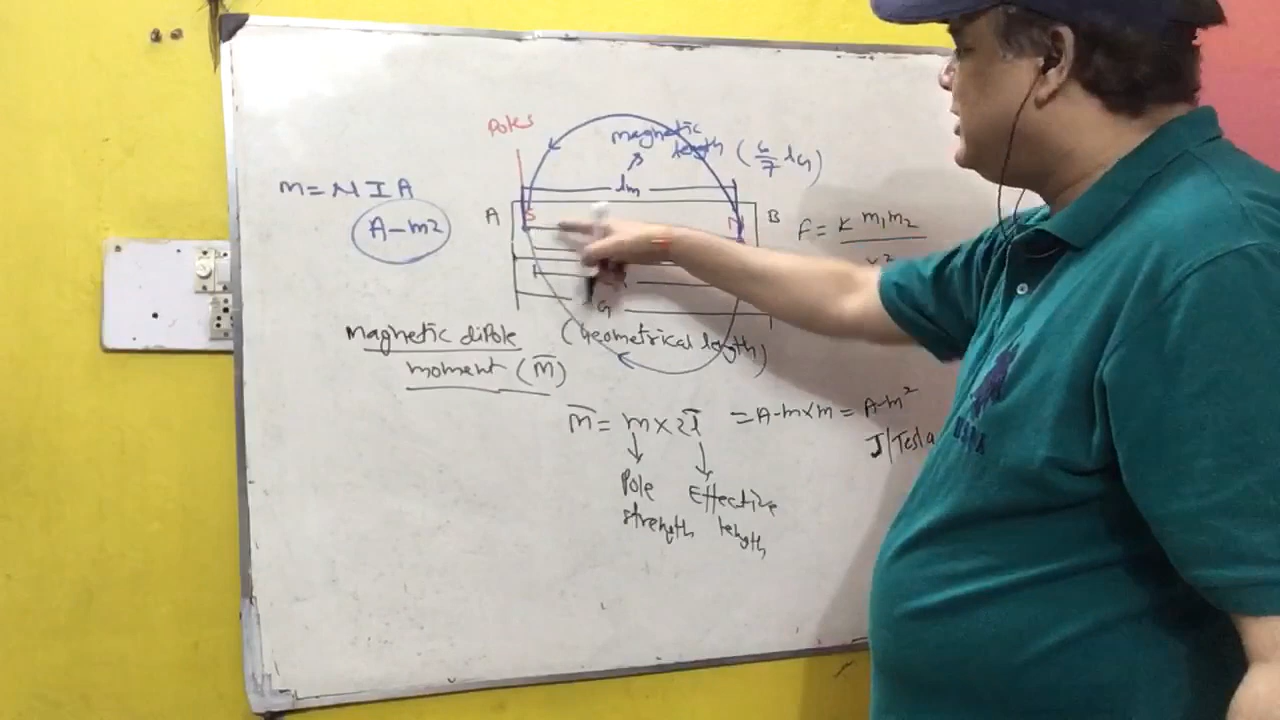 Poles
magnetic
length (6/7 lG)
lm
M = N I A
A-m2
A S N B
F = K m1m2
r2
G
(Geometrical length)
magnetic dipole
moment (M̅)
M̅ = m × 2l̅ = A-m×m = A-m²
J/Tesla
Pole Effective
strength length